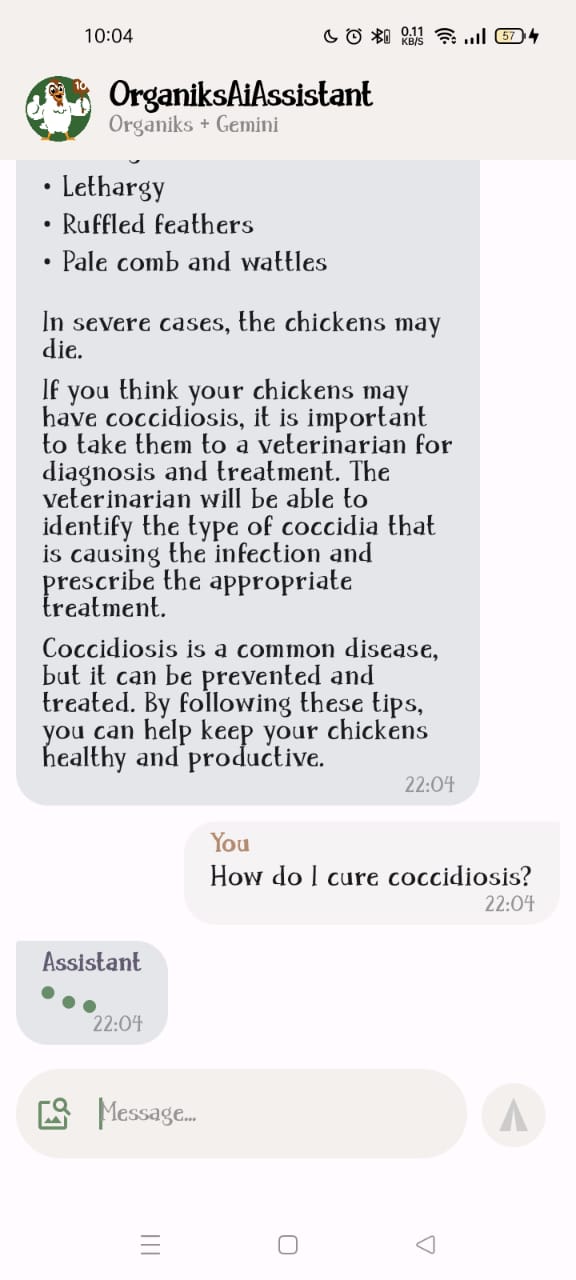 10:04
0.11
KB/S
57
10
OrganiksAiAssistant
Organiks + Gemini
• Lethargy
• Ruffled feathers
• Pale comb and wattles
In severe cases, the chickens may
die.
If you think your chickens may
have coccidiosis, it is important
to take them to a veterinarian for
diagnosis and treatment. The
veterinarian will be able to
identify the type of coccidia that
is causing the infection and
prescribe the appropriate
treatment.
Coccidiosis is a common disease,
but it can be prevented and
treated. By following these tips,
you can help keep your chickens
healthy and productive.
22:04
You
How do I cure coccidiosis?
22:04
Assistant
22:04
Message...